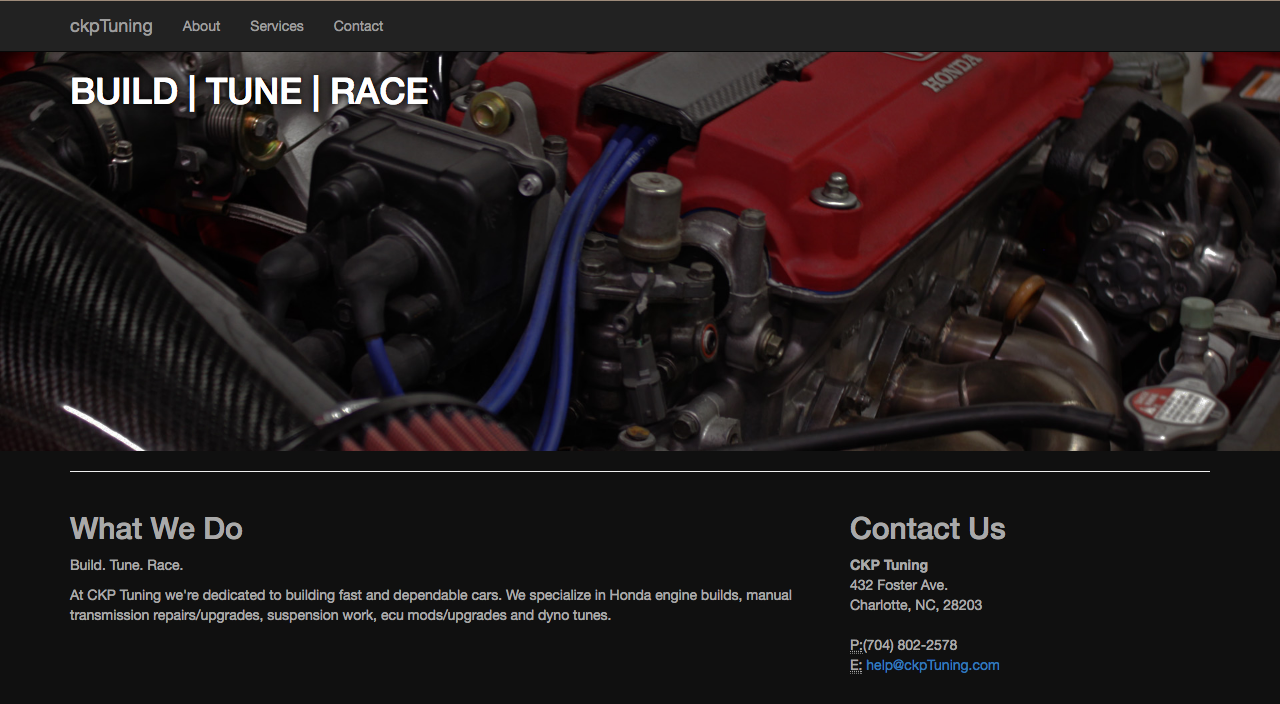 ckpTuning About Services Contact
BUILD | TUNE | RACE
HONDA
What We Do
Build. Tune. Race.
At CKP Tuning we're dedicated to building fast and dependable cars. We specialize in Honda engine builds, manual
transmission repairs/upgrades, suspension work, ecu mods/upgrades and dyno tunes.
Contact Us
CKP Tuning
432 Foster Ave.
Charlotte, NC, 28203
P:(704) 802-2578
E: help@ckpTuning.com